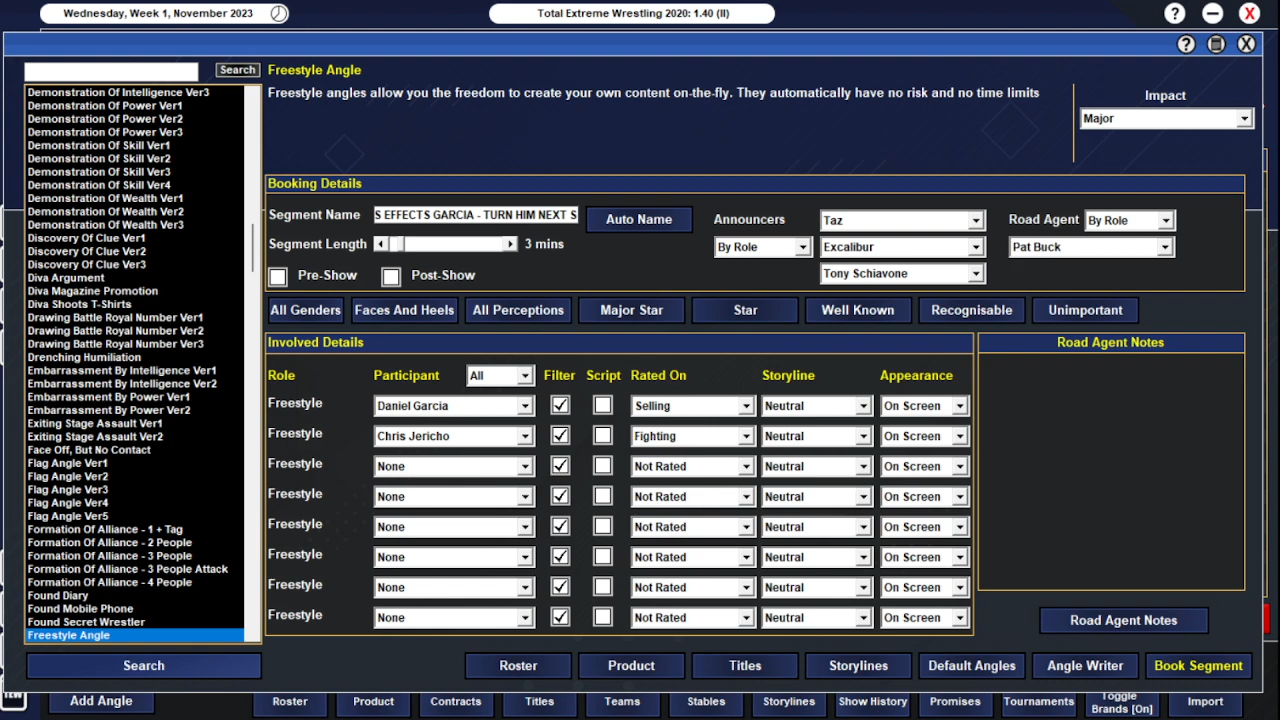 Wednesday, Week 1, November 2023
Total Extreme Wrestling 2020: 1.40 (II)
? – X
? X
Search
Demonstration Of Intelligence Ver3
Demonstration Of Power Ver1
Demonstration Of Power Ver2
Demonstration Of Power Ver3
Demonstration Of Skill Ver1
Demonstration Of Skill Ver2
Demonstration Of Skill Ver3
Demonstration Of Skill Ver4
Demonstration Of Wealth Ver1
Demonstration Of Wealth Ver2
Demonstration Of Wealth Ver3
Discovery Of Clue Ver1
Discovery Of Clue Ver2
Discovery Of Clue Ver3
Diva Argument
Diva Magazine Promotion
Diva Shoots T-Shirts
Drawing Battle Royal Number Ver1
Drawing Battle Royal Number Ver2
Drawing Battle Royal Number Ver3
Drenching Humiliation
Embarrassment By Intelligence Ver1
Embarrassment By Intelligence Ver2
Embarrassment By Power Ver1
Embarrassment By Power Ver2
Exiting Stage Assault Ver1
Exiting Stage Assault Ver2
Face Off, But No Contact
Flag Angle Ver1
Flag Angle Ver2
Flag Angle Ver3
Flag Angle Ver4
Flag Angle Ver5
Formation Of Alliance - 1 + Tag
Formation Of Alliance - 2 People
Formation Of Alliance - 3 People
Formation Of Alliance - 3 People Attack
Formation Of Alliance - 4 People
Found Diary
Found Mobile Phone
Found Secret Wrestler
Freestyle Angle
Search
Freestyle Angle
Freestyle angles allow you the freedom to create your own content on-the-fly. They automatically have no risk and no time limits
Impact
Major
Booking Details
Segment Name S EFFECTS GARCIA - TURN HIM NEXT S Auto Name Announcers Taz Road Agent By Role
Segment Length 3 mins By Role Excalibur Pat Buck
Pre-Show Post-Show Tony Schiavone
All Genders Faces And Heels All Perceptions Major Star Star Well Known Recognisable Unimportant
Involved Details
Road Agent Notes
Role Participant All Filter Script Rated On Storyline Appearance
Freestyle Daniel Garcia Selling Neutral On Screen
Freestyle Chris Jericho Fighting Neutral On Screen
Freestyle None Not Rated Neutral On Screen
Freestyle None Not Rated Neutral On Screen
Freestyle None Not Rated Neutral On Screen
Freestyle None Not Rated Neutral On Screen
Freestyle None Not Rated Neutral On Screen
Freestyle None Not Rated Neutral On Screen
Road Agent Notes
Roster Product Titles Storylines Default Angles Angle Writer Book Segment
TEW Add Angle Roster Product Contracts Titles Teams Stables Storylines Show History Promises Tournaments Toggle Brands [On] Import